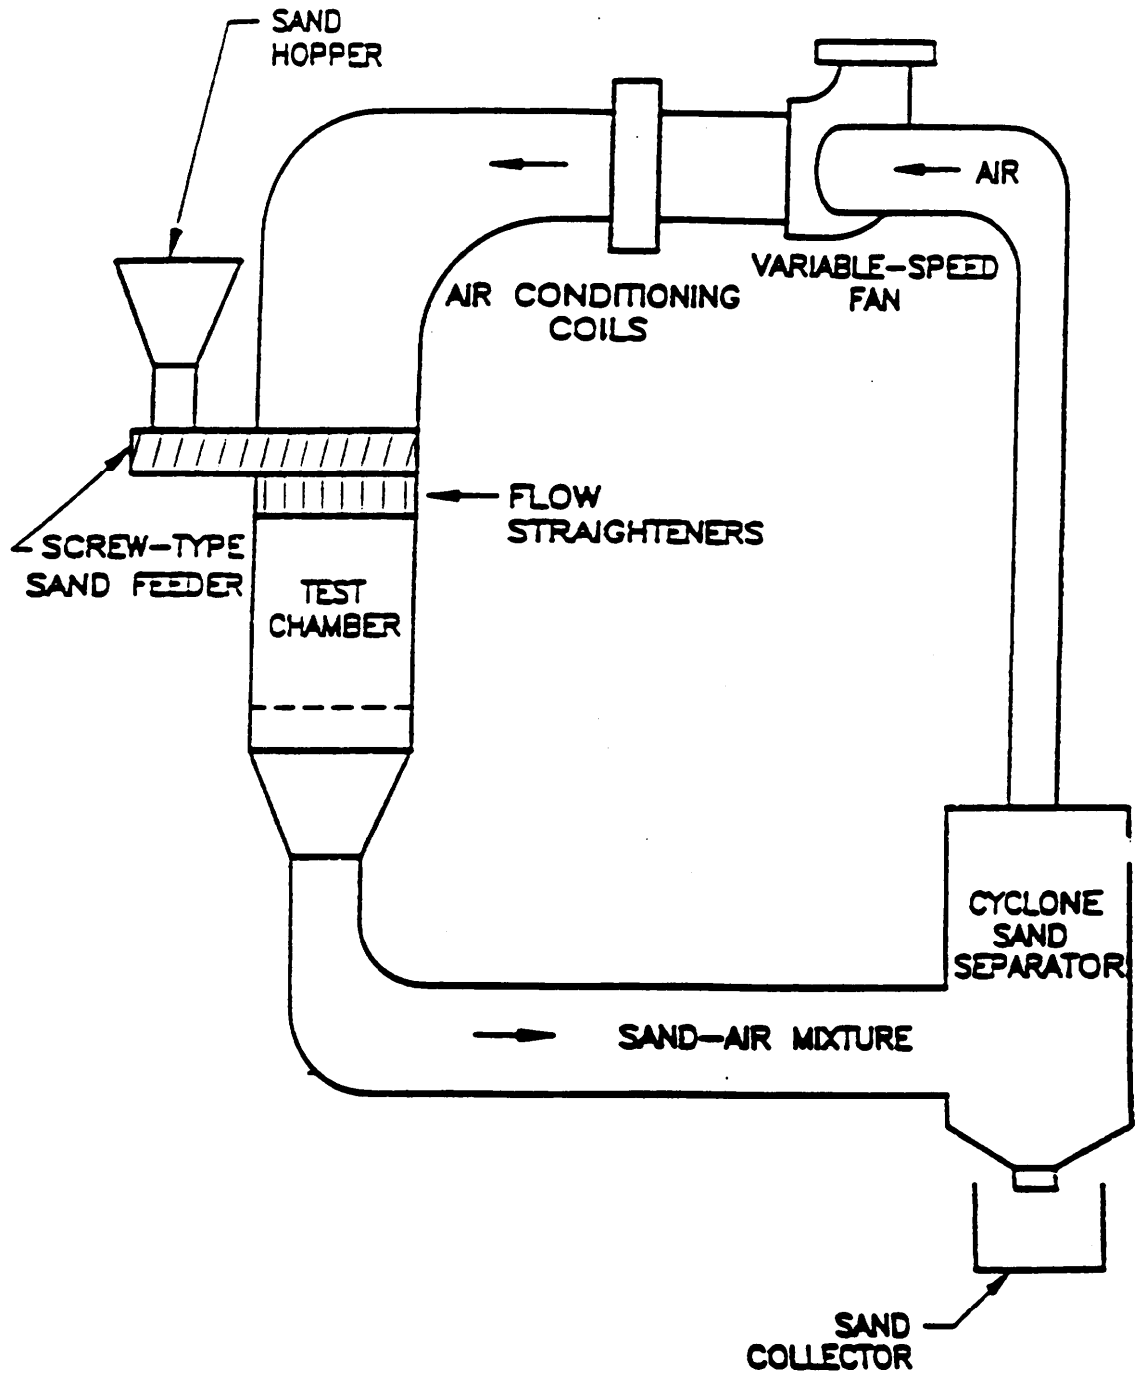 SAND
HOPPER
AIR
VARIABLE-SPEED
FAN
AIR CONDITIONING
COILS
FLOW
STRAIGHTENERS
SCREW-TYPE
SAND FEEDER
TEST
CHAMBER
CYCLONE
SAND
SEPARATOR
SAND-AIR MIXTURE
SAND
COLLECTOR